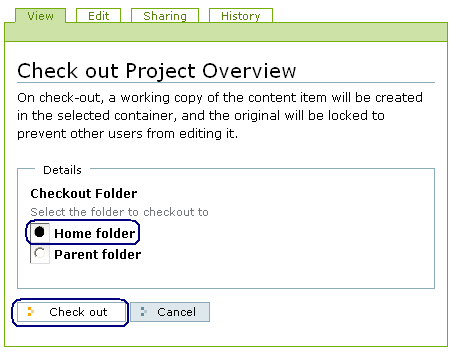 View Edit Sharing History
Check out Project Overview
On check-out, a working copy of the content item will be created
in the selected container, and the original will be locked to
prevent other users from editing it.
Details
Checkout Folder
Select the folder to checkout to
Home folder
Parent folder
Check out Cancel